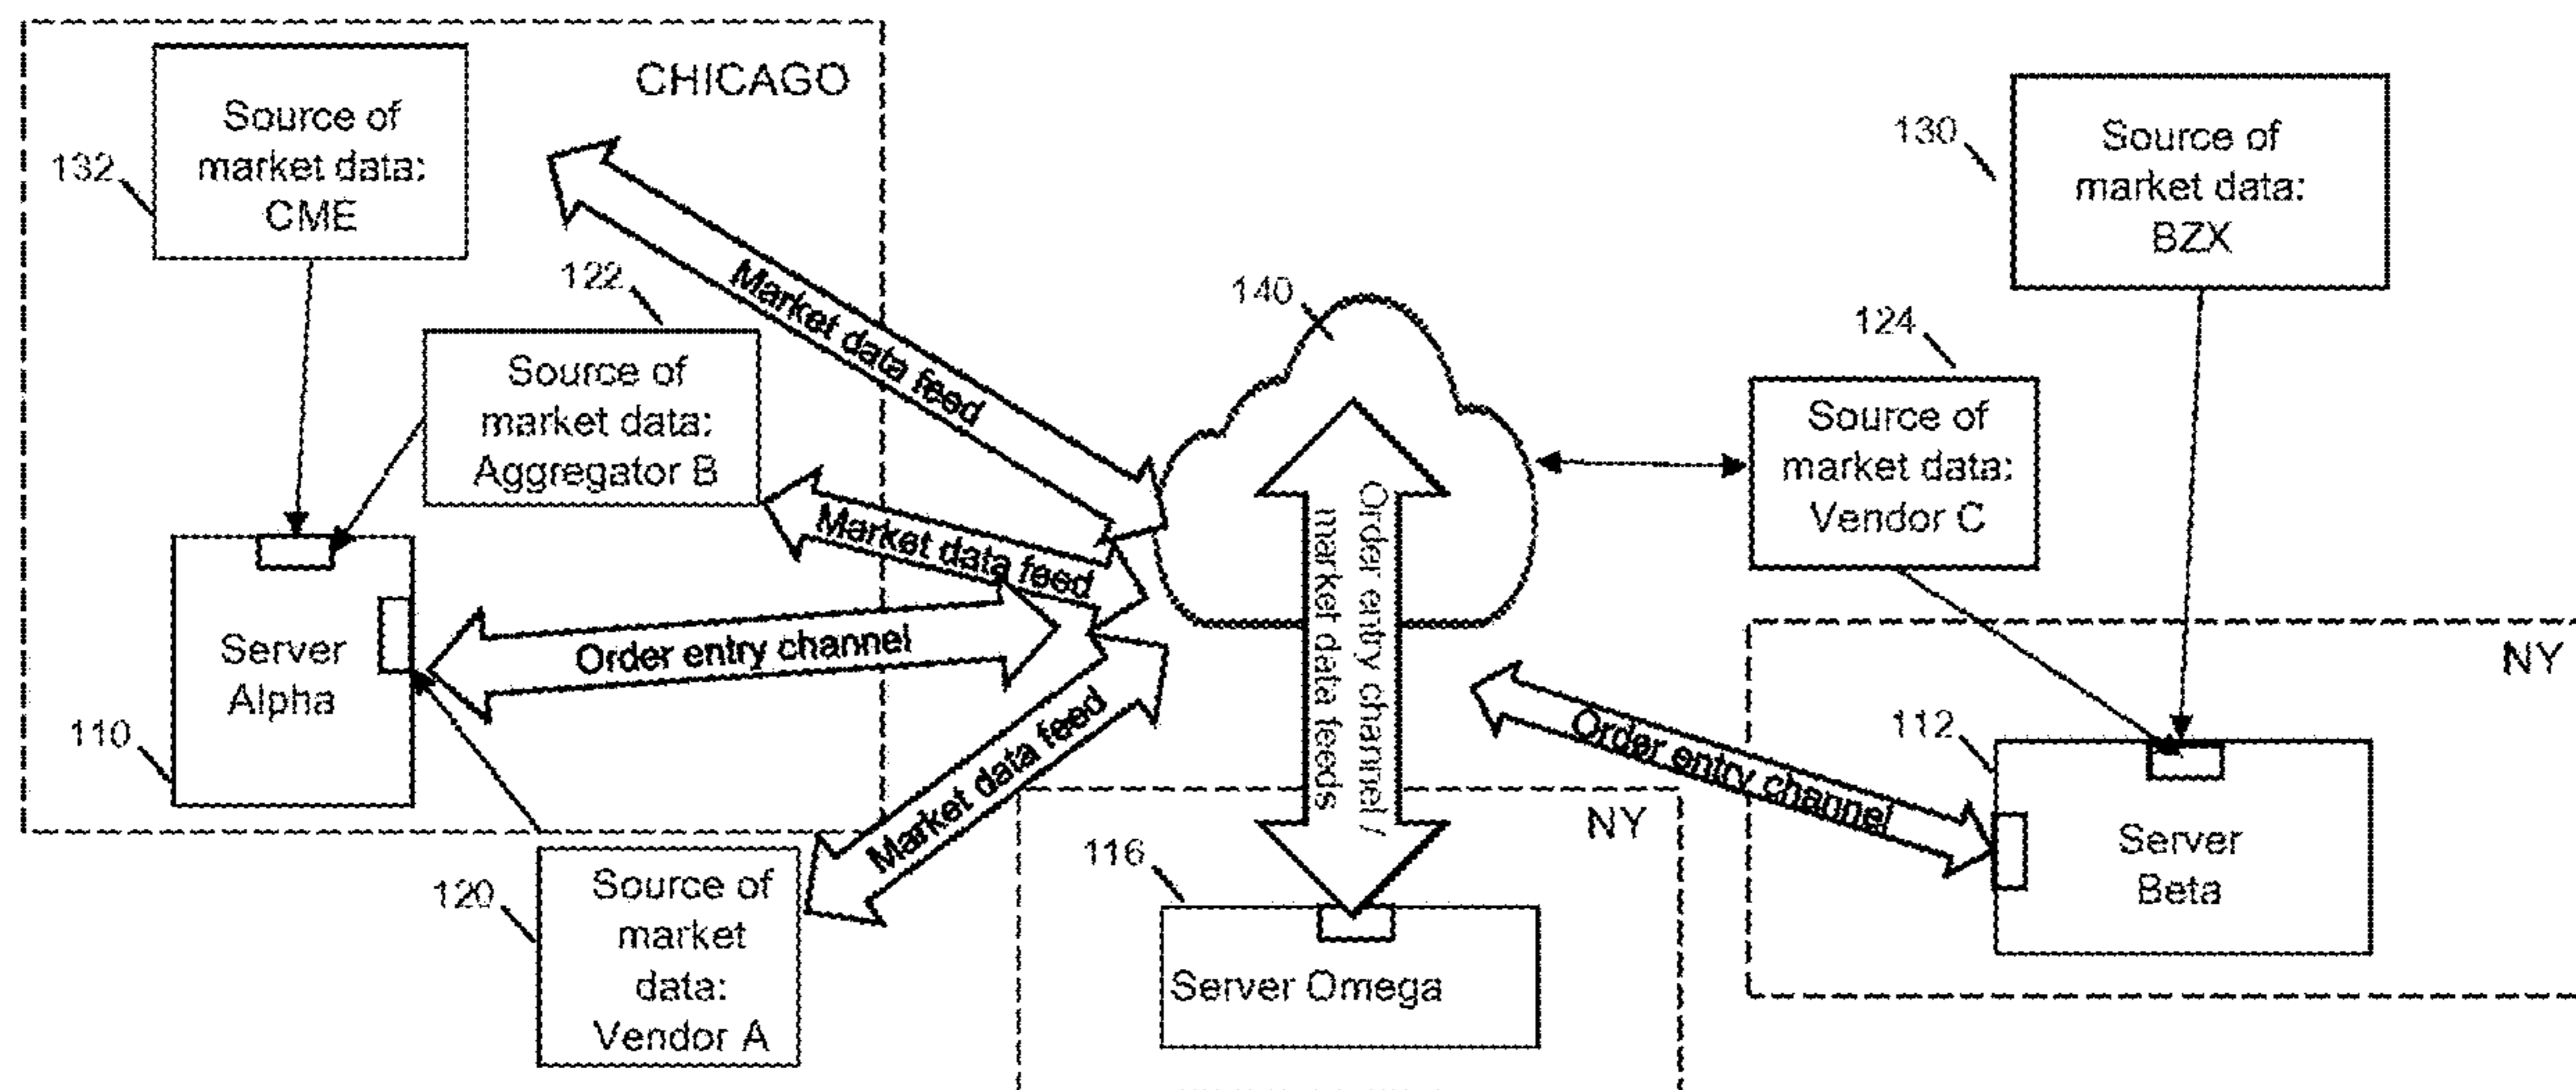 CHICAGO
Source of
market data:
CME
132
122
Source of
market data:
Aggregator B
Market data feed
Market data feed
Order entry channel
Market data feed
Server
Alpha
110
120
Source of
market
data:
Vendor A
140
Order entry channel /
market data feeds
NY
116
Server Omega
130
Source of
market data:
BZX
124
Source of
market data:
Vendor C
NY
112
Order entry channel
Server
Beta